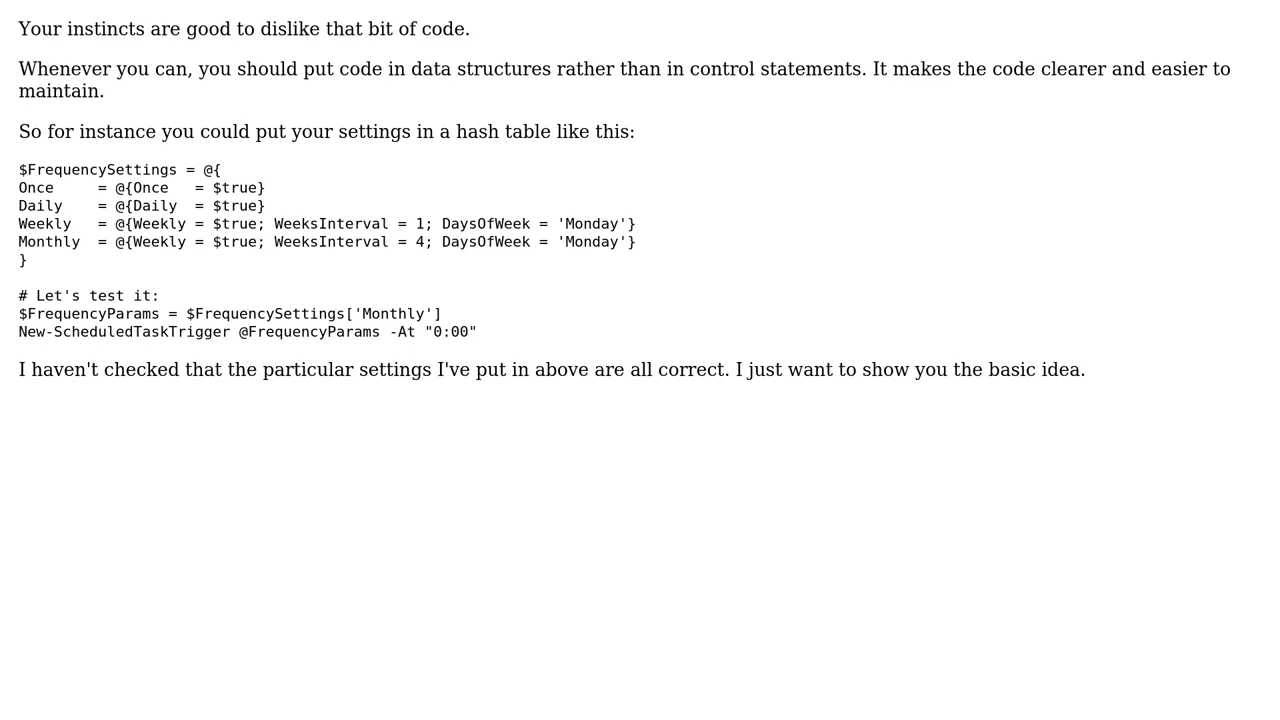 Your instincts are good to dislike that bit of code.
Whenever you can, you should put code in data structures rather than in control statements. It makes the code clearer and easier to
maintain.
So for instance you could put your settings in a hash table like this:
$FrequencySettings = @{
Once     = @{Once   = $true}
Daily    = @{Daily  = $true}
Weekly   = @{Weekly = $true; WeeksInterval = 1; DaysOfWeek = 'Monday'}
Monthly  = @{Weekly = $true; WeeksInterval = 4; DaysOfWeek = 'Monday'}
}
# Let's test it:
$FrequencyParams = $FrequencySettings['Monthly']
New-ScheduledTaskTrigger @FrequencyParams -At "0:00"
I haven't checked that the particular settings I've put in above are all correct. I just want to show you the basic idea.